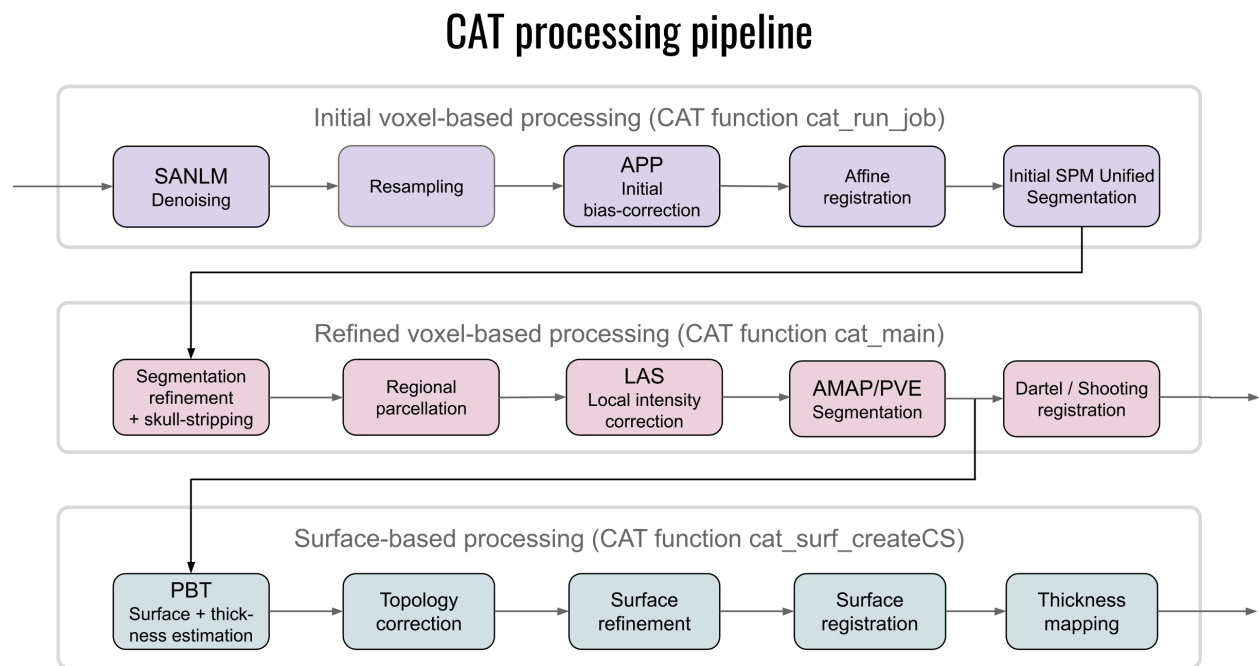 CAT processing pipeline
Initial voxel-based processing (CAT function cat_run_job)
SANLM
Denoising
Resampling
APP
Initial
bias-correction
Affine
registration
Initial SPM Unified
Segmentation
Refined voxel-based processing (CAT function cat_main)
Segmentation
refinement
+ skull-stripping
Regional
parcellation
LAS
Local intensity
correction
AMAP/PVE
Segmentation
Dartel / Shooting
registration
Surface-based processing (CAT function cat_surf_createCS)
PBT
Surface + thick-
ness estimation
Topology
correction
Surface
refinement
Surface
registration
Thickness
mapping